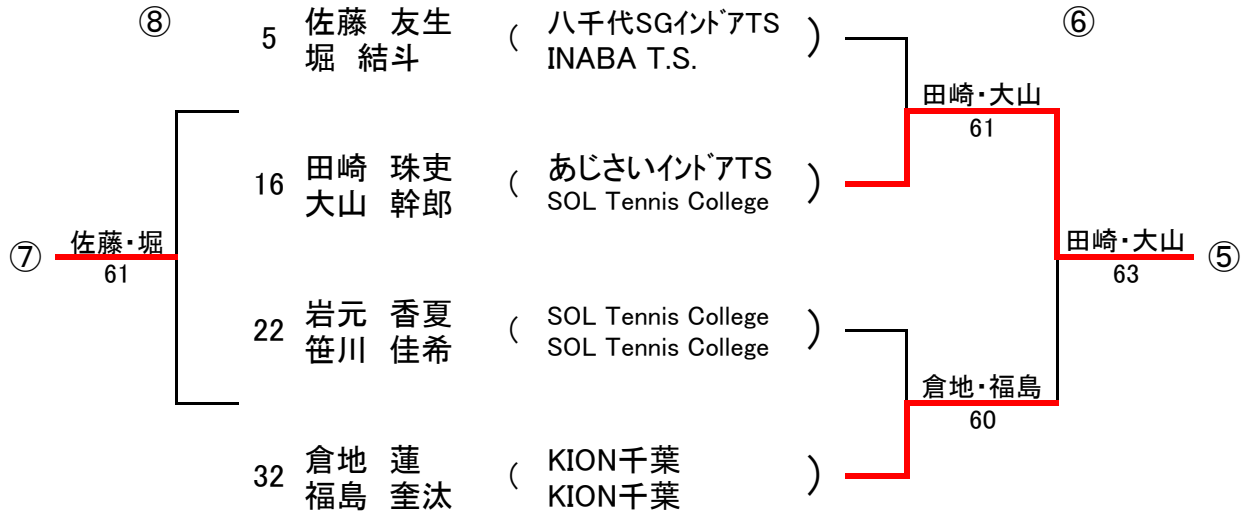 ⑧
⑥
5 佐藤 友生 ( 八千代SGインドアTS )
堀 結斗 INABA T.S.
田崎・大山
61
16 田崎 珠吏 ( あじさいインドアTS )
大山 幹郎 SOL Tennis College
⑦ 佐藤・堀
61
田崎・大山 ⑤
63
22 岩元 香夏 ( SOL Tennis College )
笹川 佳希 SOL Tennis College
倉地・福島
60
32 倉地 蓮 ( KION千葉 )
福島 奎汰 KION千葉